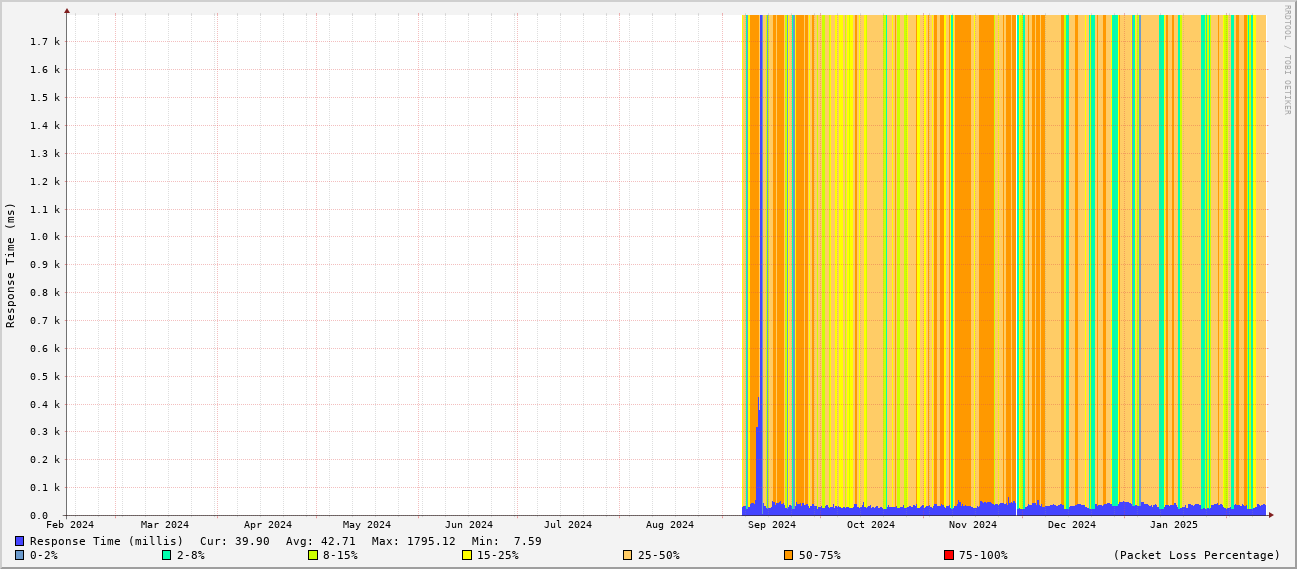 RRDTOOL / TOBI OETIKER
Response Time (ms)
1.7 k
1.6 k
1.5 k
1.4 k
1.3 k
1.2 k
1.1 k
1.0 k
0.9 k
0.8 k
0.7 k
0.6 k
0.5 k
0.4 k
0.3 k
0.2 k
0.1 k
0.0
Feb 2024 Mar 2024 Apr 2024 May 2024 Jun 2024 Jul 2024 Aug 2024 Sep 2024 Oct 2024 Nov 2024 Dec 2024 Jan 2025
Response Time (millis) Cur: 39.90 Avg: 42.71 Max: 1795.12 Min: 7.59
0-2% 2-8% 8-15% 15-25% 25-50% 50-75% 75-100% (Packet Loss Percentage)